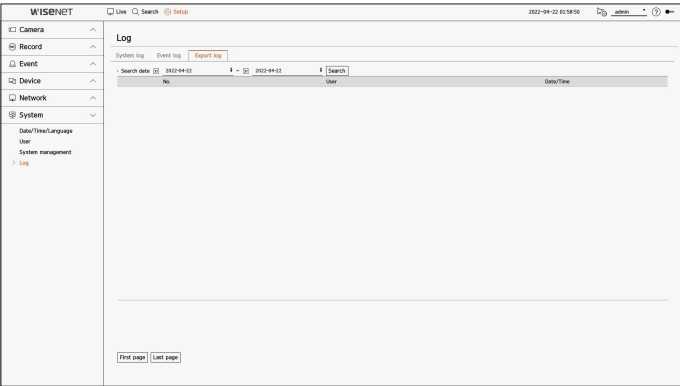 WISENET
Live Search Setup 2022-04-22 01:58:50 admin ?
Camera
Record
Event
Device
Network
System
Date/Time/Language
User
System management
> Log
Log
System log Event log Export log
· Search date 2022-04-22 ~ 2022-04-22 Search
No. User Date/Time
First page Last page